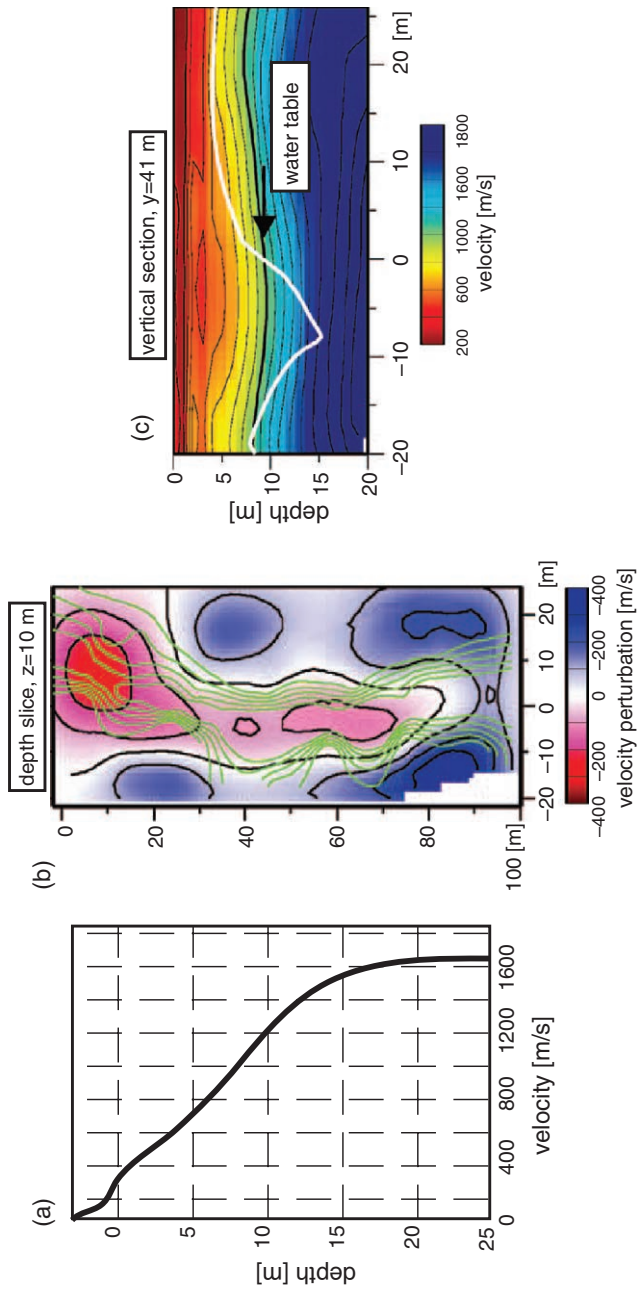 (a)
depth [m]
0
5
10
15
20
25
0 400 800 1200 1600
velocity [m/s]
(b)
depth slice, z=10 m
0
20
40
60
80
100 [m]
−20 −10 0 10 20 [m]
−400 −200 0 −200 −400
velocity perturbation [m/s]
(c)
vertical section, y=41 m
depth [m]
0
5
10
15
20
water table
−20 −10 0 10 20 [m]
200 600 1000 1600 1800
velocity [m/s]